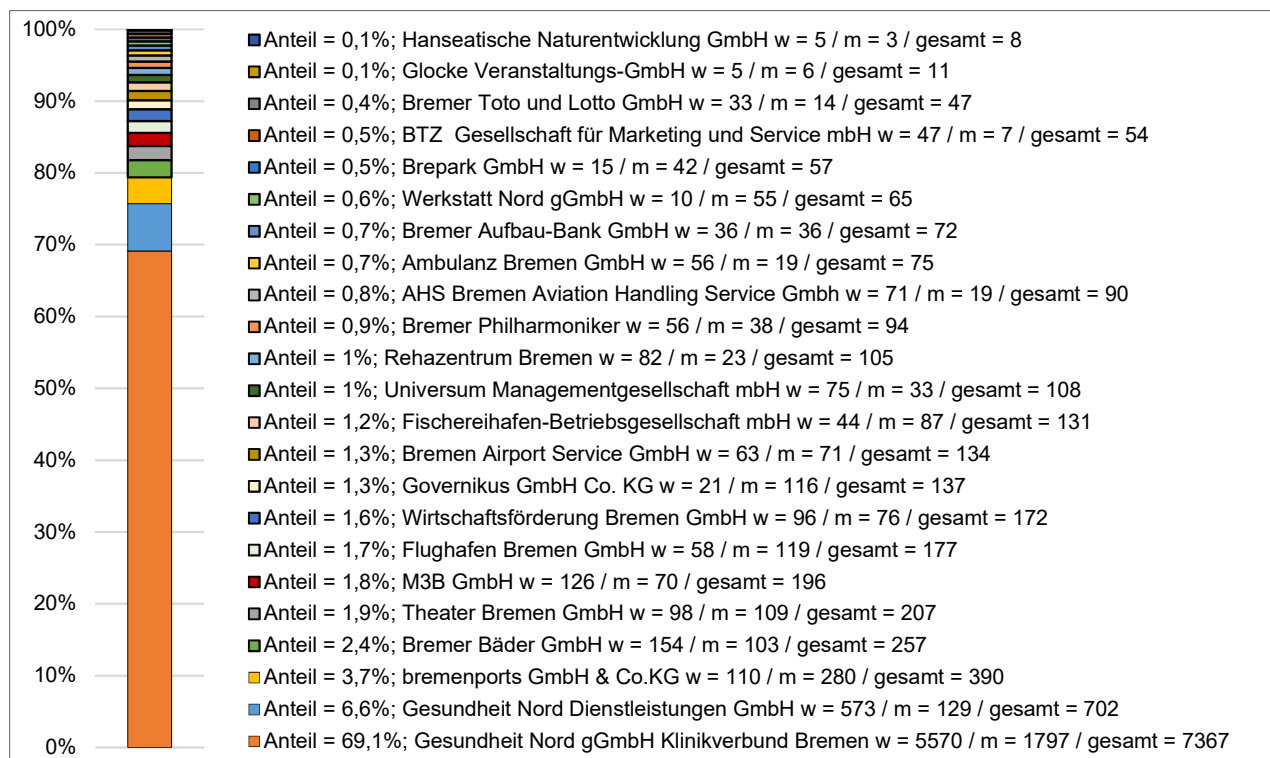 100%
90%
80%
70%
60%
50%
40%
30%
20%
10%
0%
Anteil = 0,1%; Hanseatische Naturentwicklung GmbH w = 5 / m = 3 / gesamt = 8
Anteil = 0,1%; Glocke Veranstaltungs-GmbH w = 5 / m = 6 / gesamt = 11
Anteil = 0,4%; Bremer Toto und Lotto GmbH w = 33 / m = 14 / gesamt = 47
Anteil = 0,5%; BTZ  Gesellschaft für Marketing und Service mbH w = 47 / m = 7 / gesamt = 54
Anteil = 0,5%; Brepark GmbH w = 15 / m = 42 / gesamt = 57
Anteil = 0,6%; Werkstatt Nord gGmbH w = 10 / m = 55 / gesamt = 65
Anteil = 0,7%; Bremer Aufbau-Bank GmbH w = 36 / m = 36 / gesamt = 72
Anteil = 0,7%; Ambulanz Bremen GmbH w = 56 / m = 19 / gesamt = 75
Anteil = 0,8%; AHS Bremen Aviation Handling Service Gmbh w = 71 / m = 19 / gesamt = 90
Anteil = 0,9%; Bremer Philharmoniker w = 56 / m = 38 / gesamt = 94
Anteil = 1%; Rehazentrum Bremen w = 82 / m = 23 / gesamt = 105
Anteil = 1%; Universum Managementgesellschaft mbH w = 75 / m = 33 / gesamt = 108
Anteil = 1,2%; Fischereihafen-Betriebsgesellschaft mbH w = 44 / m = 87 / gesamt = 131
Anteil = 1,3%; Bremen Airport Service GmbH w = 63 / m = 71 / gesamt = 134
Anteil = 1,3%; Governikus GmbH Co. KG w = 21 / m = 116 / gesamt = 137
Anteil = 1,6%; Wirtschaftsförderung Bremen GmbH w = 96 / m = 76 / gesamt = 172
Anteil = 1,7%; Flughafen Bremen GmbH w = 58 / m = 119 / gesamt = 177
Anteil = 1,8%; M3B GmbH w = 126 / m = 70 / gesamt = 196
Anteil = 1,9%; Theater Bremen GmbH w = 98 / m = 109 / gesamt = 207
Anteil = 2,4%; Bremer Bäder GmbH w = 154 / m = 103 / gesamt = 257
Anteil = 3,7%; bremenports GmbH & Co.KG w = 110 / m = 280 / gesamt = 390
Anteil = 6,6%; Gesundheit Nord Dienstleistungen GmbH w = 573 / m = 129 / gesamt = 702
Anteil = 69,1%; Gesundheit Nord gGmbH Klinikverbund Bremen w = 5570 / m = 1797 / gesamt = 7367